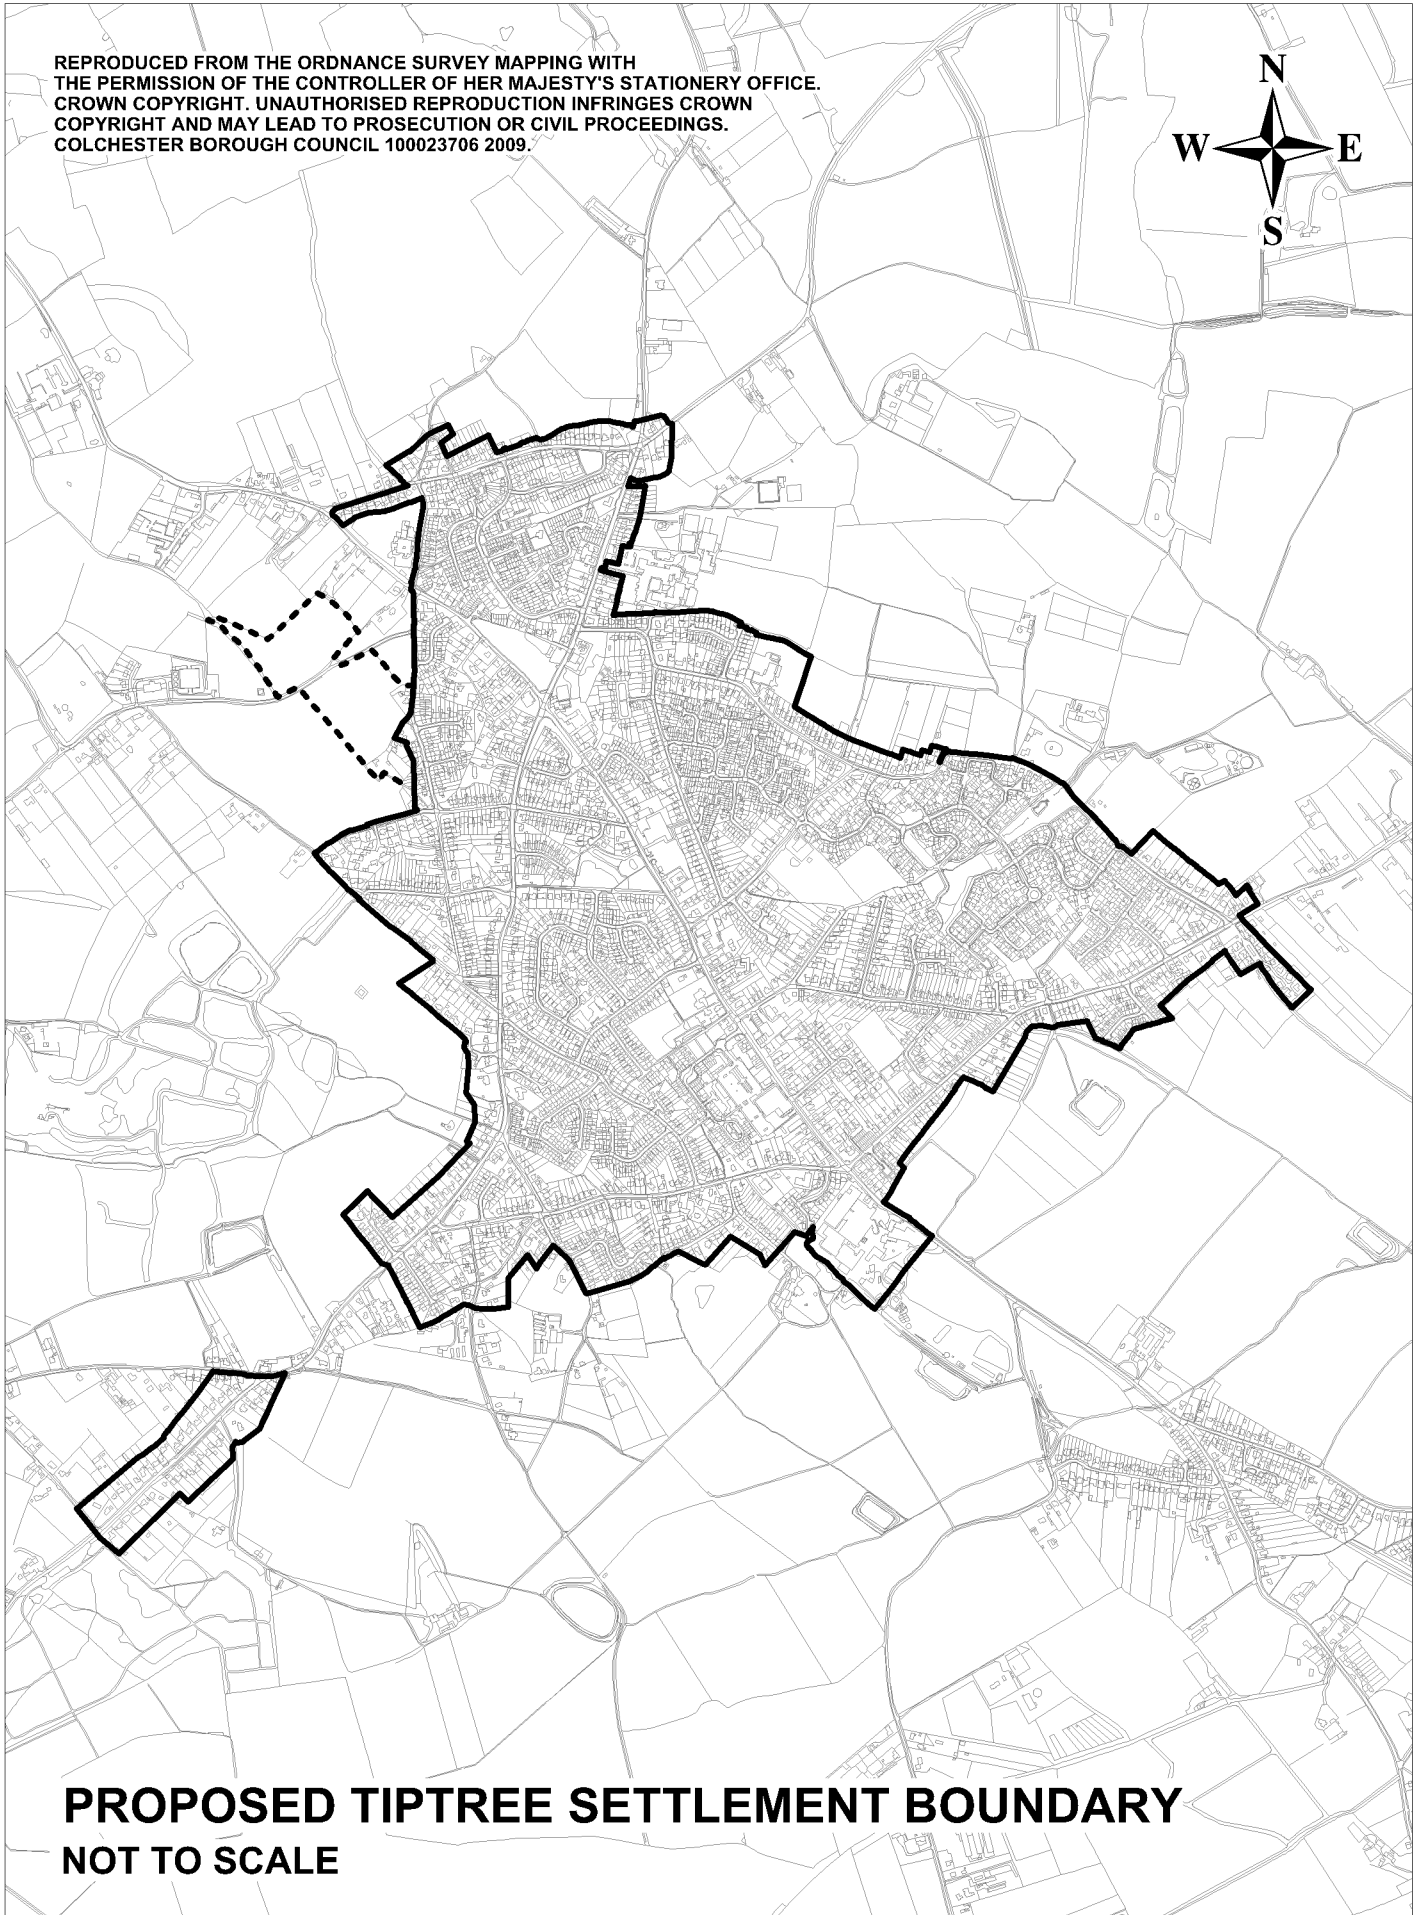 REPRODUCED FROM THE ORDNANCE SURVEY MAPPING WITH
THE PERMISSION OF THE CONTROLLER OF HER MAJESTY'S STATIONERY OFFICE.
CROWN COPYRIGHT. UNAUTHORISED REPRODUCTION INFRINGES CROWN
COPYRIGHT AND MAY LEAD TO PROSECUTION OR CIVIL PROCEEDINGS.
COLCHESTER BOROUGH COUNCIL 100023706 2009.
N
W E
S
PROPOSED TIPTREE SETTLEMENT BOUNDARY
NOT TO SCALE